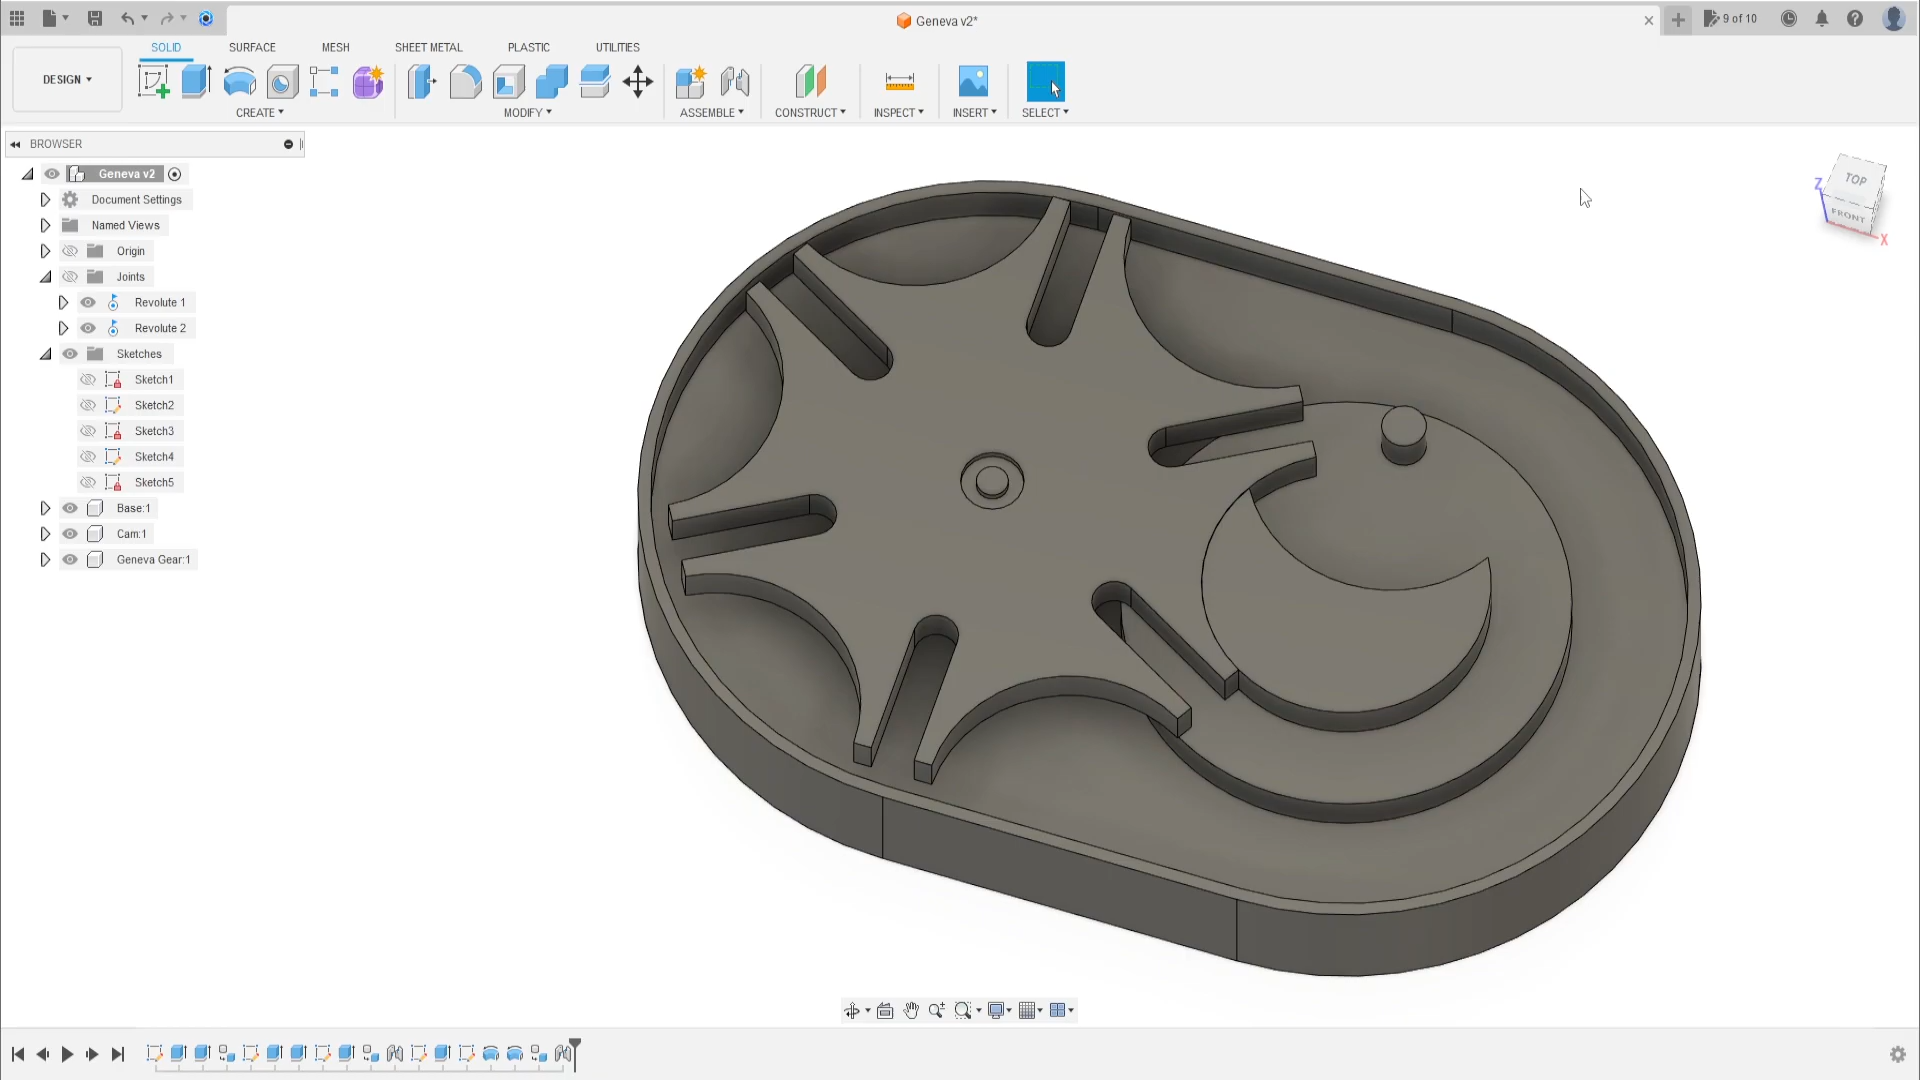 Geneva v2*
9 of 10
SOLID SURFACE MESH SHEET METAL PLASTIC UTILITIES
DESIGN
CREATE MODIFY ASSEMBLE CONSTRUCT INSPECT INSERT SELECT
BROWSER
Geneva v2
Document Settings
Named Views
Origin
Joints
Revolute 1
Revolute 2
Sketches
Sketch1
Sketch2
Sketch3
Sketch4
Sketch5
Base:1
Cam:1
Geneva Gear:1
TOP
Z
FRONT
X